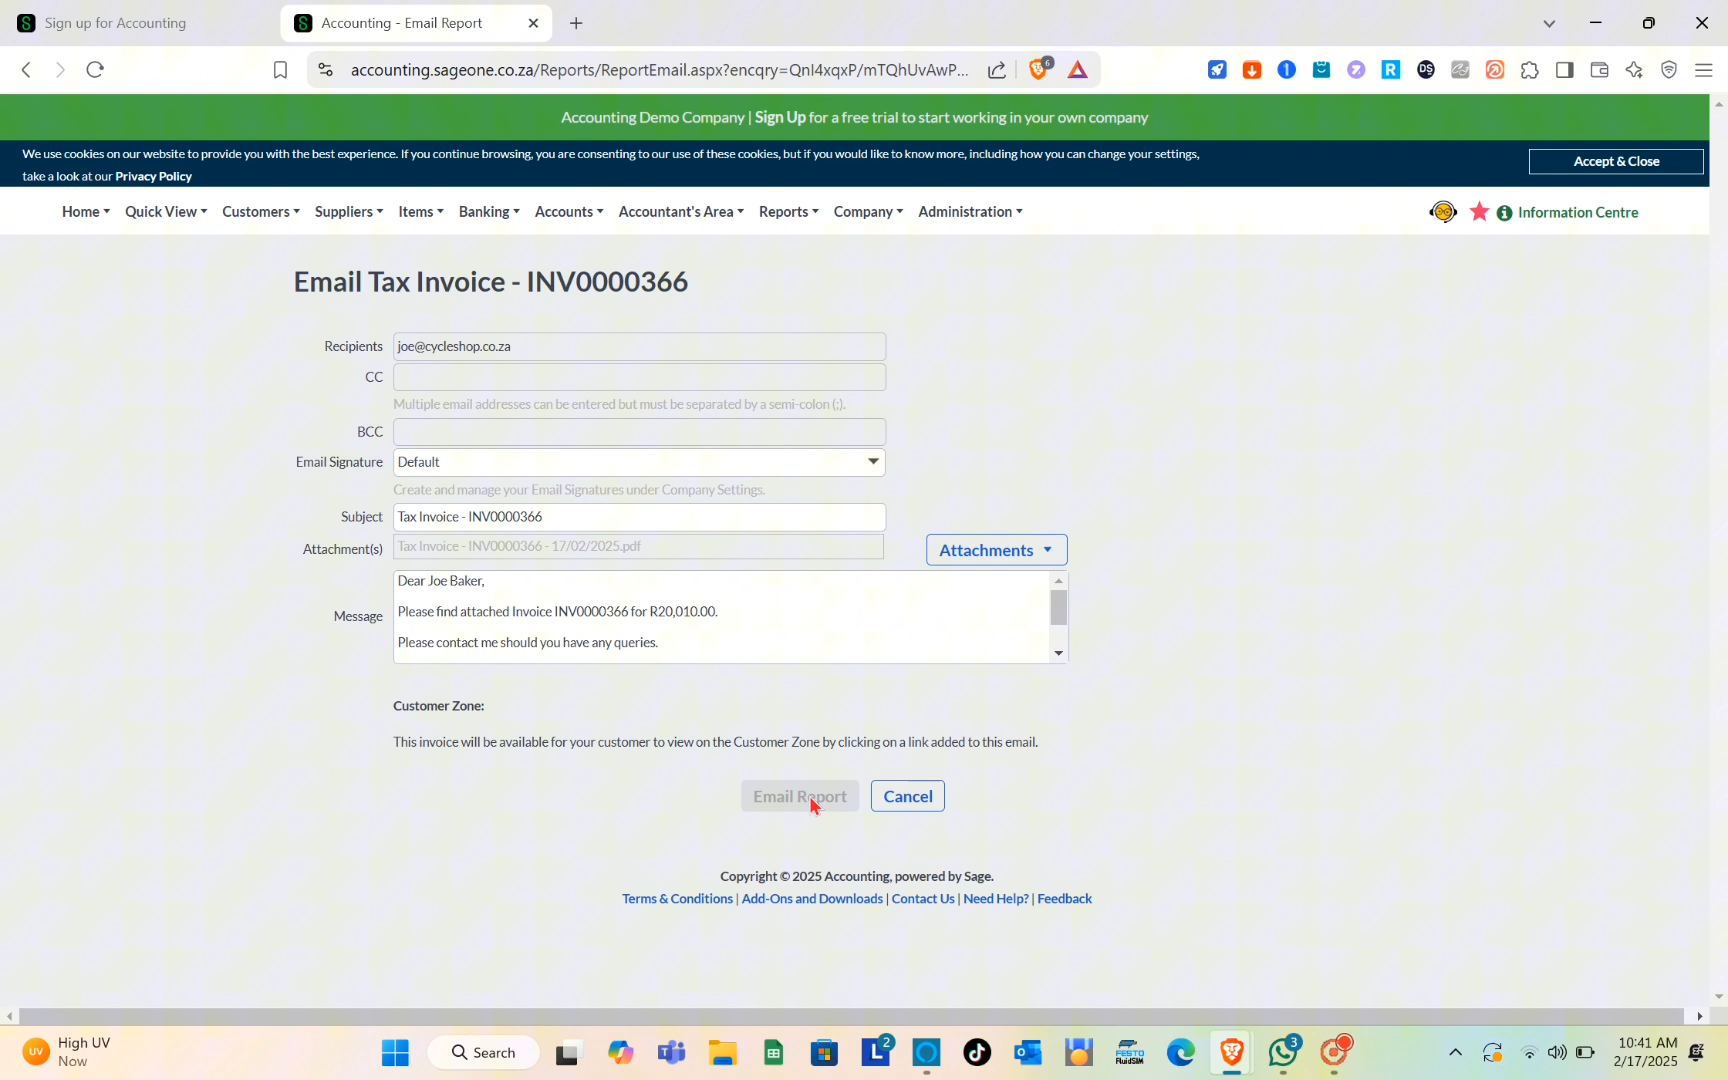 Sign up for Accounting
Accounting - Email Report
accounting.sageone.co.za/Reports/ReportEmail.aspx?encqry=QnI4xqxP/mTQhUvAwP...
6
Accounting Demo Company | Sign Up for a free trial to start working in your own company
We use cookies on our website to provide you with the best experience. If you continue browsing, you are consenting to our use of these cookies, but if you would like to know more, including how you can change your settings,
take a look at our Privacy Policy
Accept & Close
Home Quick View Customers Suppliers Items Banking Accounts Accountant's Area Reports Company Administration
Information Centre
Email Tax Invoice - INV0000366
Recipients joe@cycleshop.co.za
CC
Multiple email addresses can be entered but must be separated by a semi-colon (;).
BCC
Email Signature Default
Create and manage your Email Signatures under Company Settings.
Subject Tax Invoice - INV0000366
Attachment(s) Tax Invoice - INV0000366 - 17/02/2025.pdf
Attachments
Message
Dear Joe Baker,
Please find attached Invoice INV0000366 for R20,010.00.
Please contact me should you have any queries.
Customer Zone:
This invoice will be available for your customer to view on the Customer Zone by clicking on a link added to this email.
Email Report Cancel
Copyright © 2025 Accounting, powered by Sage.
Terms & Conditions | Add-Ons and Downloads | Contact Us | Need Help? | Feedback
UV
High UV
Now
Search
L 2
FESTO
FluidSIM
3
10:41 AM
2/17/2025